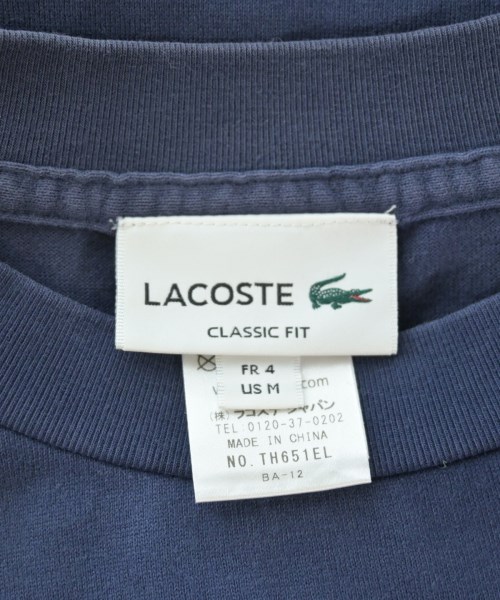 LACOSTE
CLASSIC FIT
FR 4
US M
w .com
(株)ラコステ ジャパン
TEL:0120-37-0202
MADE IN CHINA
NO. TH651EL
BA-12